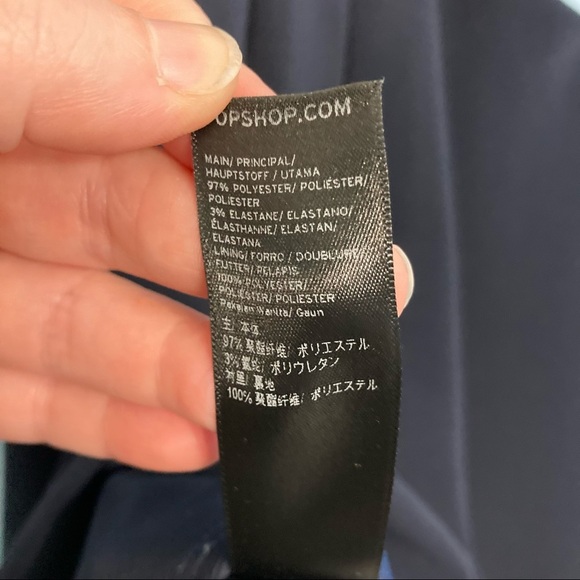 OPSHOP.COM
MAIN/ PRINCIPAL/
HAUPTSTOFF / UTAMA
97% POLYESTER/ POLIÉSTER/
POLIESTER
3% ELASTANE/ ELASTANO/
ÉLASTHANNE/ ELASTAN/
ELASTANA
LINING/ FORRO / DOUBLURE
FUTTER/ PELAPIS
100% POLYESTER/
POLIÉSTER/ POLIESTER
Pakaian Wanita/ Gaun
主/ 本体
97% 聚酯纤维/ ポリエステル
3% 氨纶/ ポリウレタン
衬里/ 裏地
100% 聚酯纤维/ ポリエステル